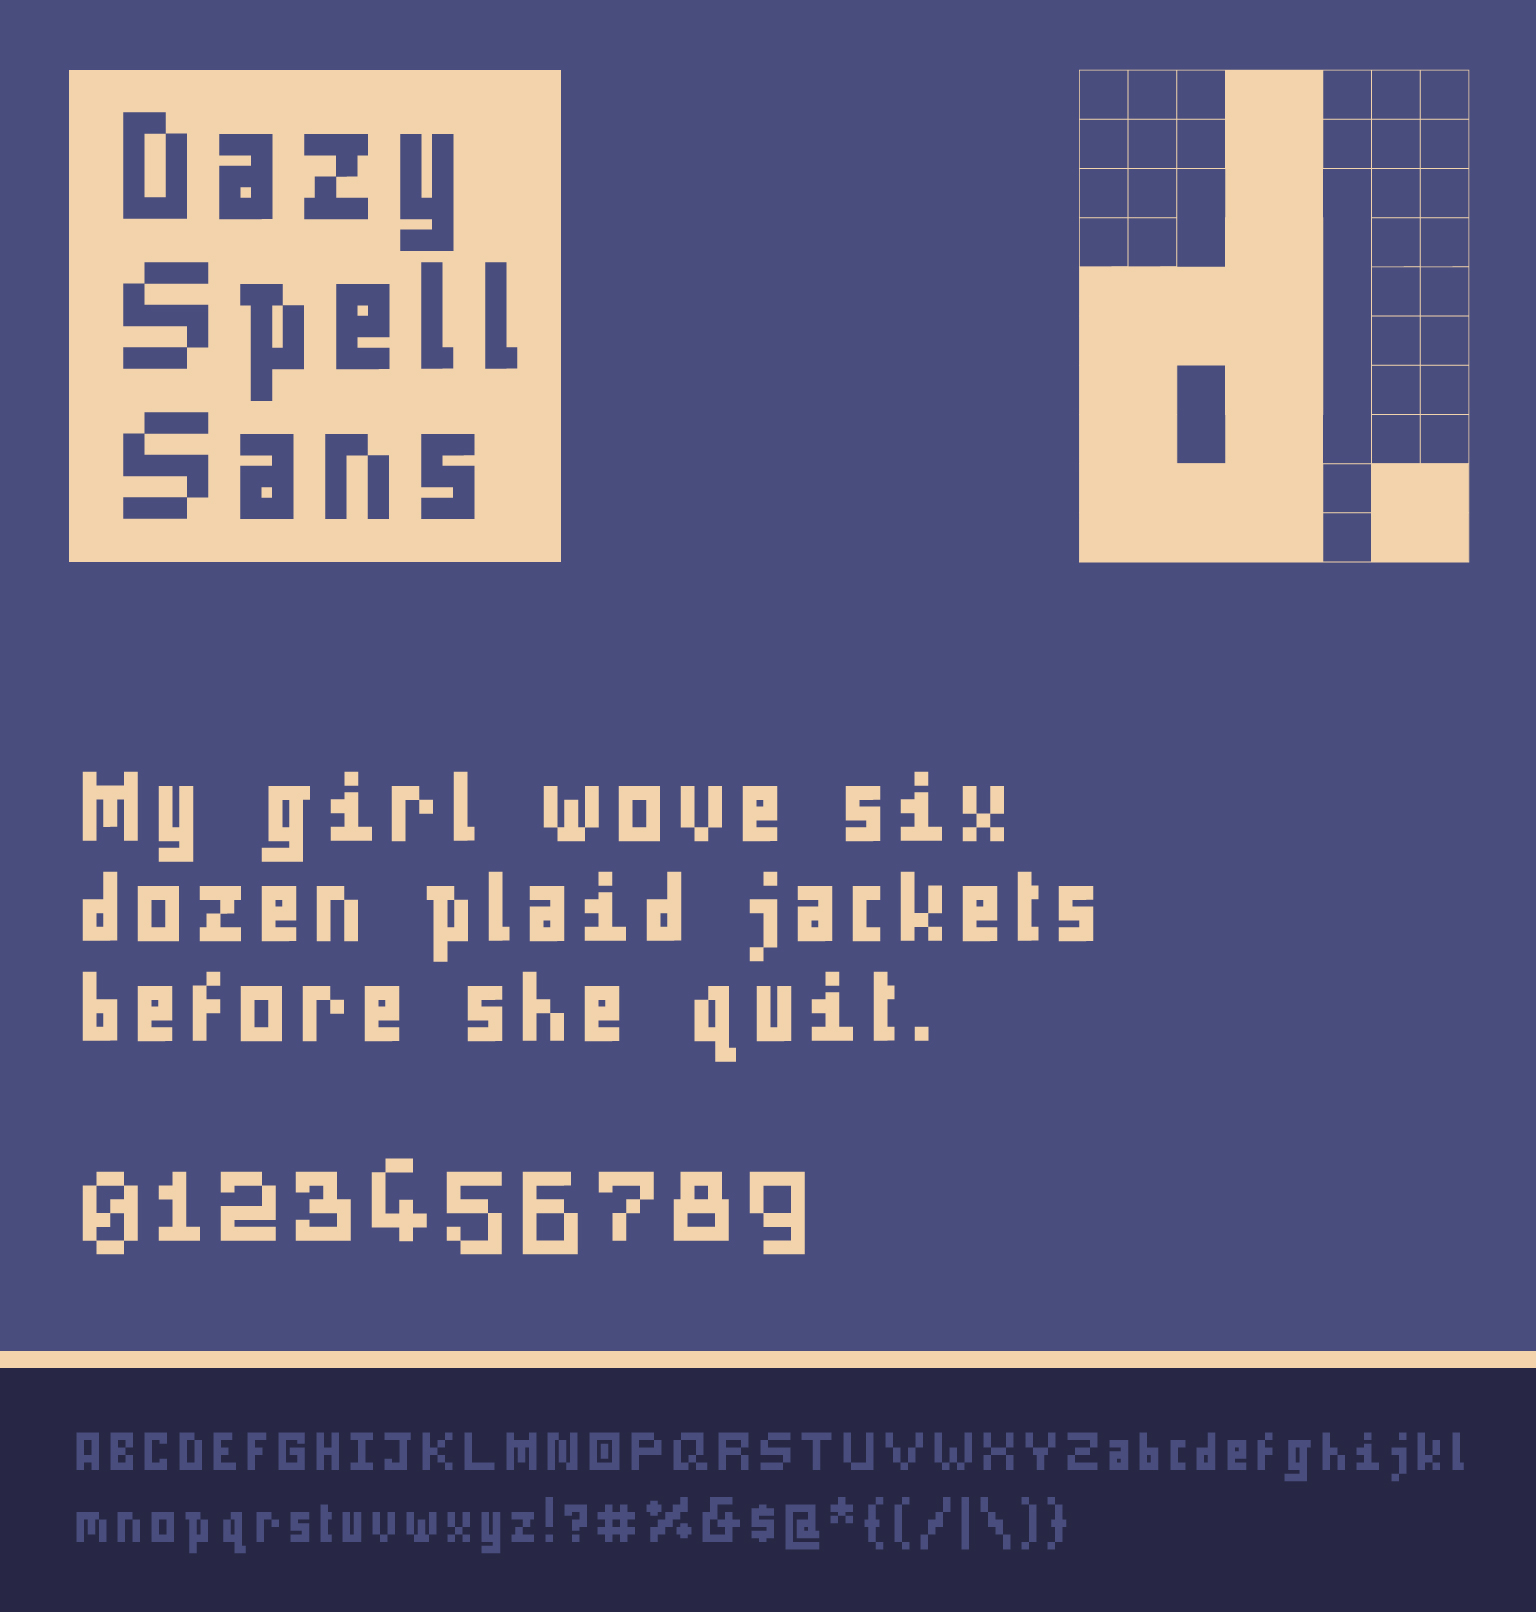 Dazy
Spell
Sans
d.
My girl wove six
dozen plaid jackets
before she quit.
0123456789
ABCDEFGHIJKLMNOPQRSTUVWXYZabcdefghijkl
mnopqrstuvwxyz!?#%&$@*{(/|\)}